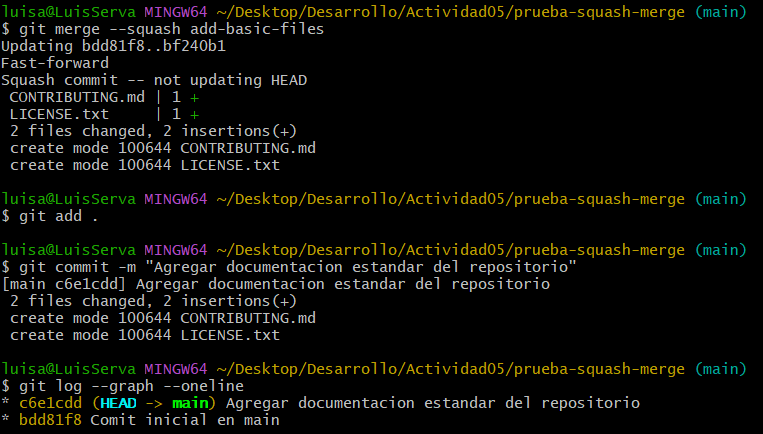 luisa@LuisServa MINGW64 ~/Desktop/Desarrollo/Actividad05/prueba-squash-merge (main)
$ git merge --squash add-basic-files
Updating bdd81f8..bf240b1
Fast-forward
Squash commit -- not updating HEAD
 CONTRIBUTING.md | 1 +
 LICENSE.txt     | 1 +
 2 files changed, 2 insertions(+)
 create mode 100644 CONTRIBUTING.md
 create mode 100644 LICENSE.txt

luisa@LuisServa MINGW64 ~/Desktop/Desarrollo/Actividad05/prueba-squash-merge (main)
$ git add .

luisa@LuisServa MINGW64 ~/Desktop/Desarrollo/Actividad05/prueba-squash-merge (main)
$ git commit -m "Agregar documentacion estandar del repositorio"
[main c6e1cdd] Agregar documentacion estandar del repositorio
 2 files changed, 2 insertions(+)
 create mode 100644 CONTRIBUTING.md
 create mode 100644 LICENSE.txt

luisa@LuisServa MINGW64 ~/Desktop/Desarrollo/Actividad05/prueba-squash-merge (main)
$ git log --graph --oneline
* c6e1cdd (HEAD -> main) Agregar documentacion estandar del repositorio
* bdd81f8 Comit inicial en main